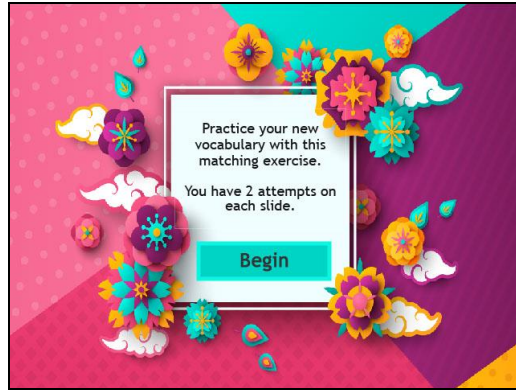 Practice your new
vocabulary with this
matching exercise.
You have 2 attempts on
each slide.
Begin